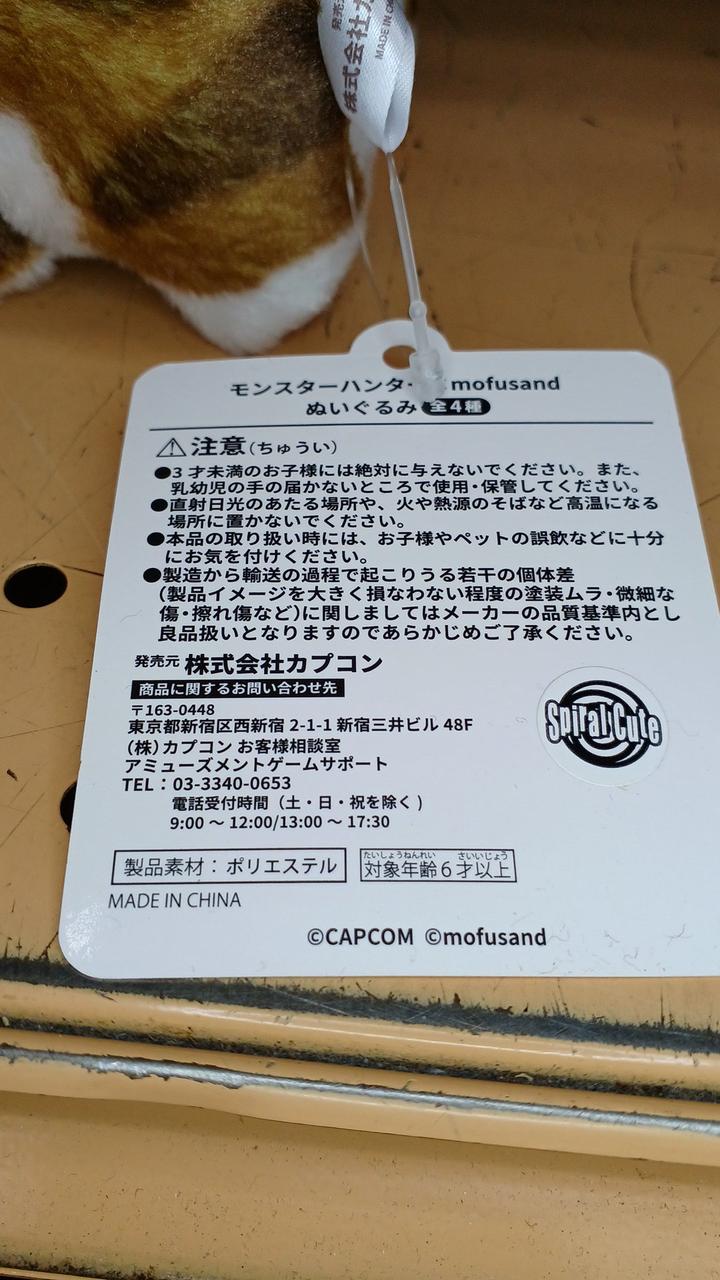 発売
株式会社カ
MADE IN
モンスターハンター mofusand
ぬいぐるみ 全4種
注意(ちゅうい)
●3才未満のお子様には絶対に与えないでください。また、
乳幼児の手の届かないところで使用・保管してください。
●直射日光のあたる場所や、火や熱源のそばなど高温になる
場所に置かないでください。
●本品の取り扱い時には、お子様やペットの誤飲などに十分
にお気を付けください。
●製造から輸送の過程で起こりうる若干の個体差
(製品イメージを大きく損なわない程度の塗装ムラ・微細な
傷・擦れ傷など)に関しましてはメーカーの品質基準内とし
良品扱いとなりますのであらかじめご了承ください。
発売元 株式会社カプコン
商品に関するお問い合わせ先
〒163-0448
東京都新宿区西新宿 2-1-1 新宿三井ビル 48F
(株)カプコン お客様相談室
アミューズメントゲームサポート
TEL:03-3340-0653
電話受付時間(土・日・祝を除く)
9:00 ~ 12:00/13:00 ~ 17:30
Spiral Cute
製品素材:ポリエステル
たいしょうねんれい さいいじょう
対象年齢6才以上
MADE IN CHINA
©CAPCOM ©mofusand